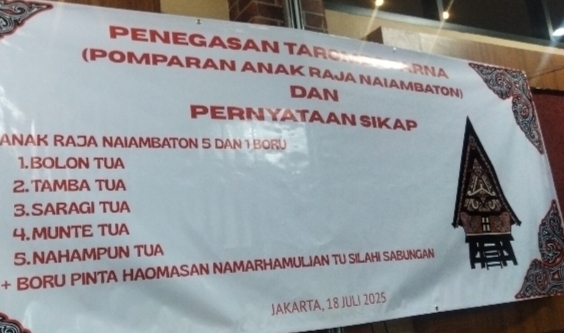 PENEGASAN
(POMPARAN ANAK RAJA NAIAMBATON)
DAN
PERNYATAAN SIKAP
ANAK RAJA NAIAMBATON 5 DAN 1 BORU
1. BOLON TUA
2. TAMBA TUA
3. SARAGI TUA
4. MUNTE TUA
5. NAHAMPUN TUA
+ BORU PINTA HAOMASAN NAMARHAMULIAN TU SILAHI SABUNGAN
JAKARTA, 18 JULI 2025